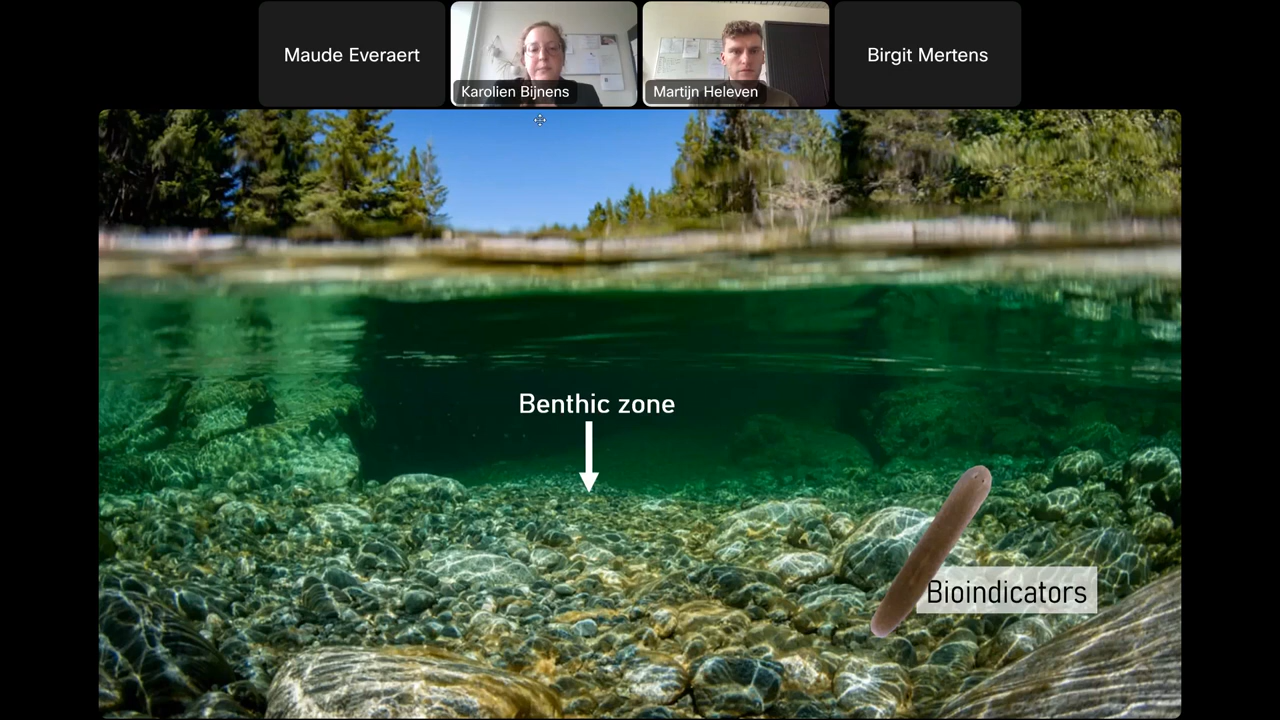 Maude Everaert
Karolien Bijnens
Martijn Heleven
Birgit Mertens
Benthic zone
Bioindicators